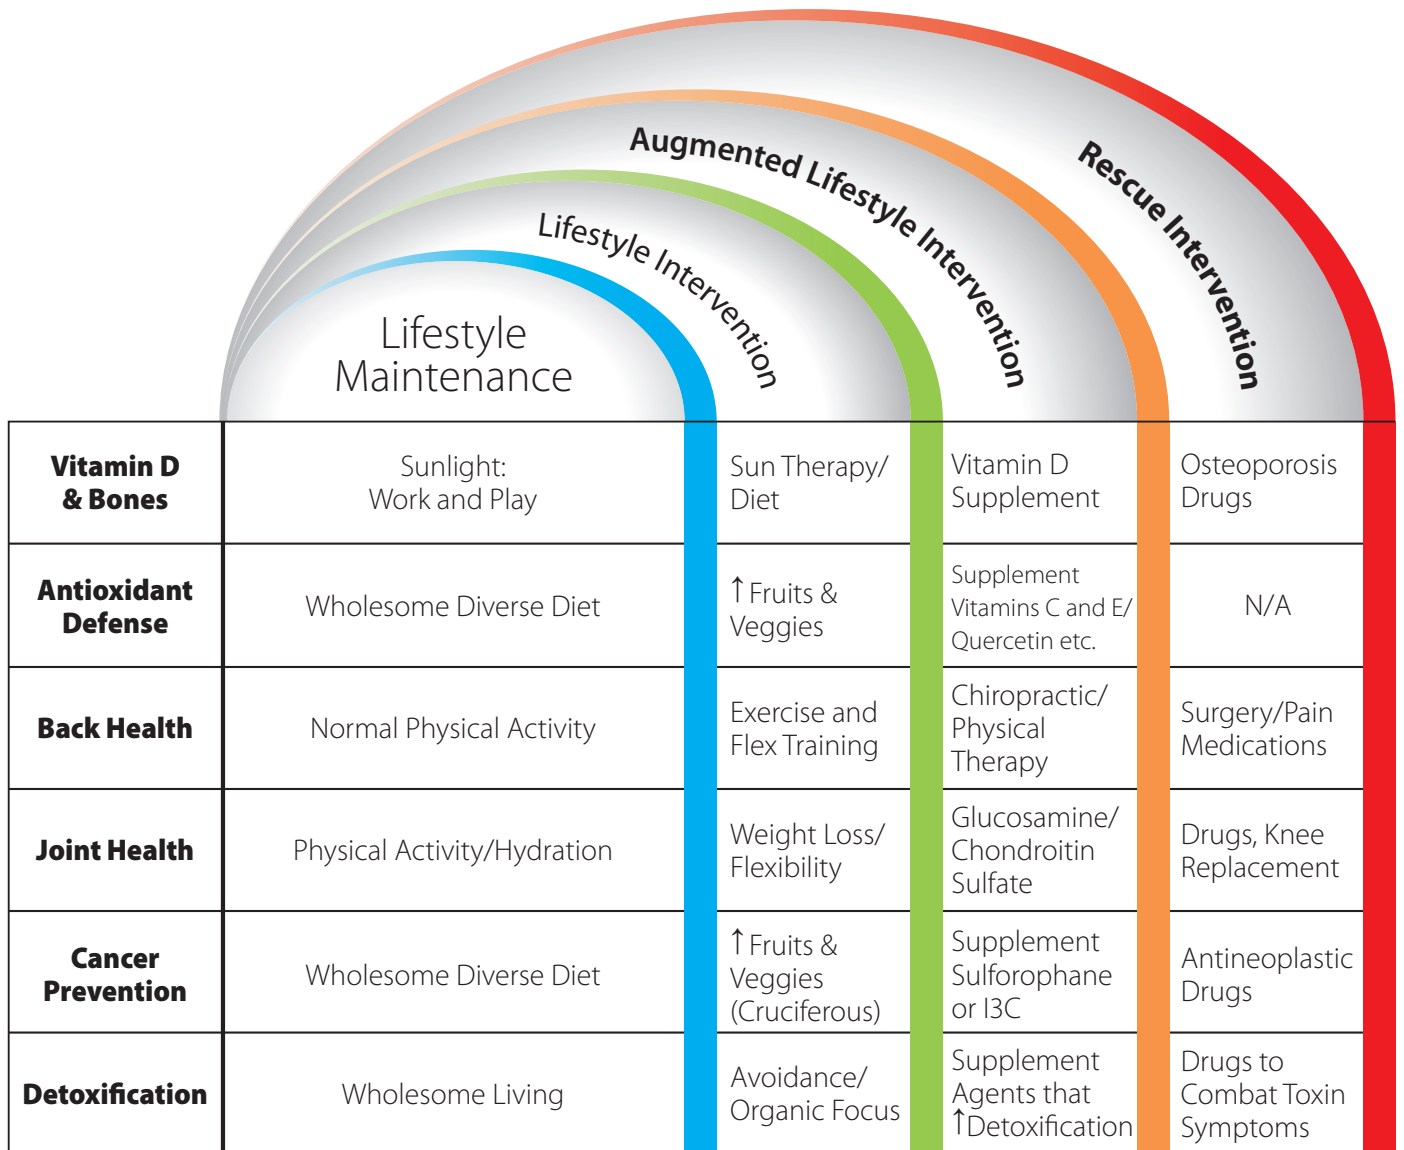 Rescue Intervention
Augmented Lifestyle Intervention
Lifestyle Intervention
Lifestyle
Maintenance
Vitamin D
& Bones
Sunlight:
Work and Play
Sun Therapy/
Diet
Vitamin D
Supplement
Osteoporosis
Drugs
Antioxidant
Defense
Wholesome Diverse Diet
↑Fruits &
Veggies
Supplement
Vitamins C and E/
Quercetin etc.
N/A
Back Health
Normal Physical Activity
Exercise and
Flex Training
Chiropractic/
Physical
Therapy
Surgery/Pain
Medications
Joint Health
Physical Activity/Hydration
Weight Loss/
Flexibility
Glucosamine/
Chondroitin
Sulfate
Drugs, Knee
Replacement
Cancer
Prevention
Wholesome Diverse Diet
↑Fruits &
Veggies
(Cruciferous)
Supplement
Sulforophane
or I3C
Antineoplastic
Drugs
Detoxification
Wholesome Living
Avoidance/
Organic Focus
Supplement
Agents that
↑Detoxification
Drugs to
Combat Toxin
Symptoms